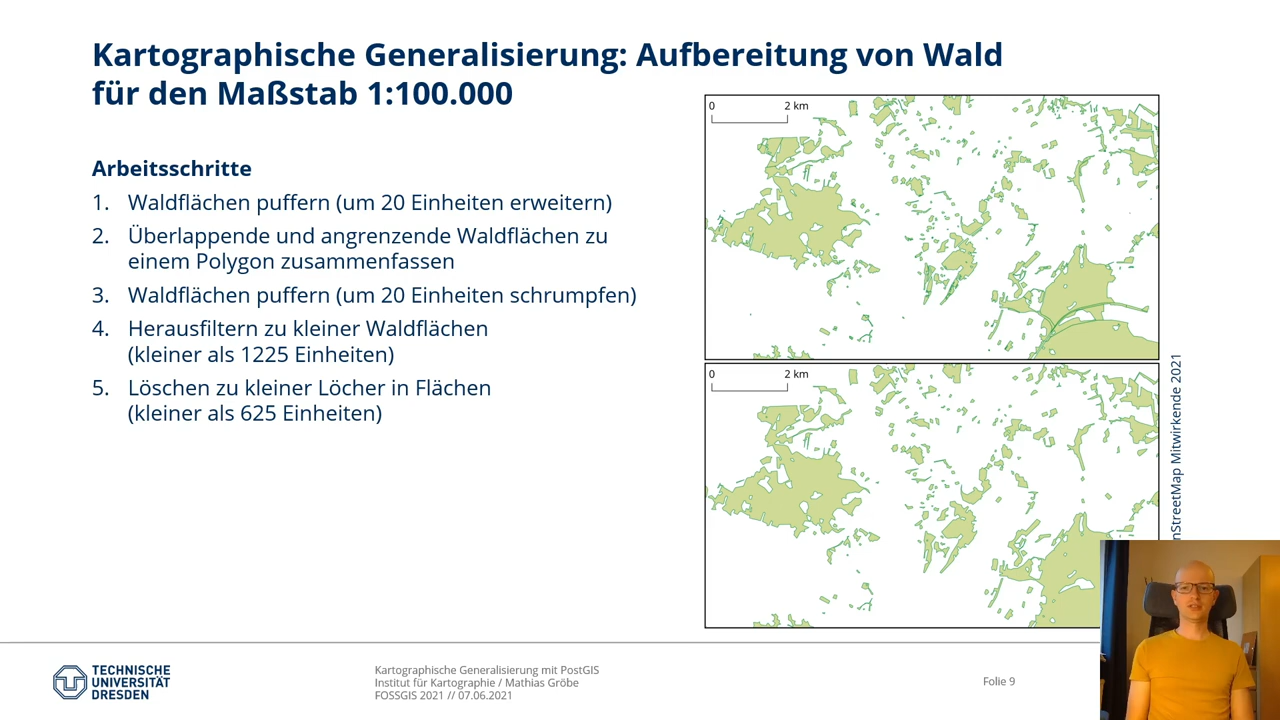 Kartographische Generalisierung: Aufbereitung von Wald
für den Maßstab 1:100.000
Arbeitsschritte
1. Waldflächen puffern (um 20 Einheiten erweitern)
2. Überlappende und angrenzende Waldflächen zu
einem Polygon zusammenfassen
3. Waldflächen puffern (um 20 Einheiten schrumpfen)
4. Herausfiltern zu kleiner Waldflächen
(kleiner als 1225 Einheiten)
5. Löschen zu kleiner Löcher in Flächen
(kleiner als 625 Einheiten)
0 2 km
0 2 km
nStreetMap Mitwirkende 2021
TECHNISCHE
UNIVERSITÄT
DRESDEN
Kartographische Generalisierung mit PostGIS
Institut für Kartographie / Mathias Gröbe
FOSSGIS 2021 // 07.06.2021
Folie 9